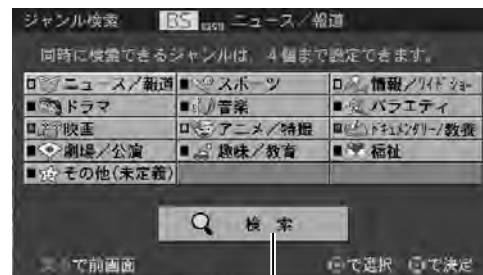 ジャンル検索 BS ニュース／報道
同時に検索できるジャンルは、4個まで設定できます。
ニュース／報道 スポーツ 情報／ワイドショー
ドラマ 音楽 バラエティ
映画 アニメ／特撮 ドキュメンタリー／教養
劇場／公演 趣味／教育 福祉
その他(未定義)
検 索
で前画面 で選択 で決定